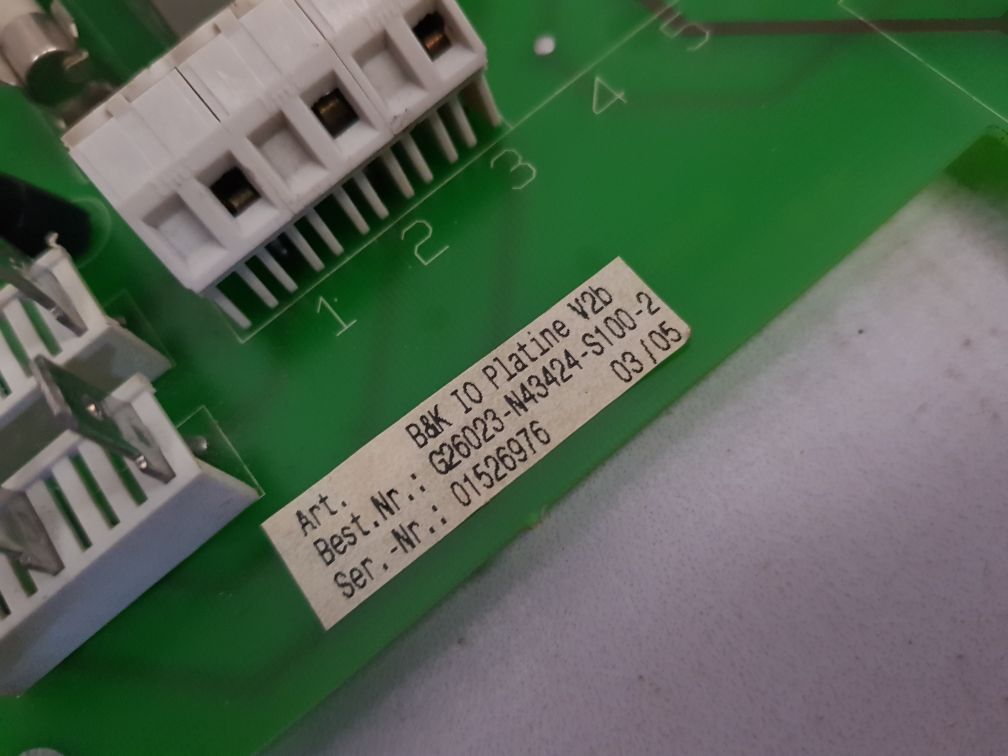 1 2 3 4 5
Art. B&K IO Platine V2b
Best.Nr.: G26023-N43424-S100-2
Ser.-Nr.: 01526976 03/05